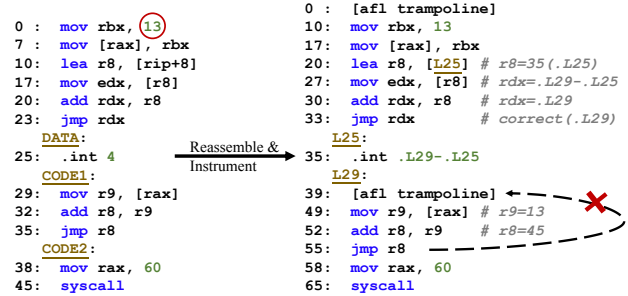 0 : mov rbx, 13
7 : mov [rax], rbx
10: lea r8, [rip+8]
17: mov edx, [r8]
20: add rdx, r8
23: jmp rdx
DATA:
25: .int 4
CODE1:
29: mov r9, [rax]
32: add r8, r9
35: jmp r8
CODE2:
38: mov rax, 60
45: syscall
Reassemble &
Instrument
0 : [afl trampoline]
10: mov rbx, 13
17: mov [rax], rbx
20: lea r8, [L25] # r8=35(.L25)
27: mov edx, [r8] # rdx=.L29-.L25
30: add rdx, r8 # rdx=.L29
33: jmp rdx # correct(.L29)
L25:
35: .int .L29-.L25
L29:
39: [afl trampoline]
49: mov r9, [rax] # r9=13
52: add r8, r9 # r8=45
55: jmp r8
58: mov rax, 60
65: syscall